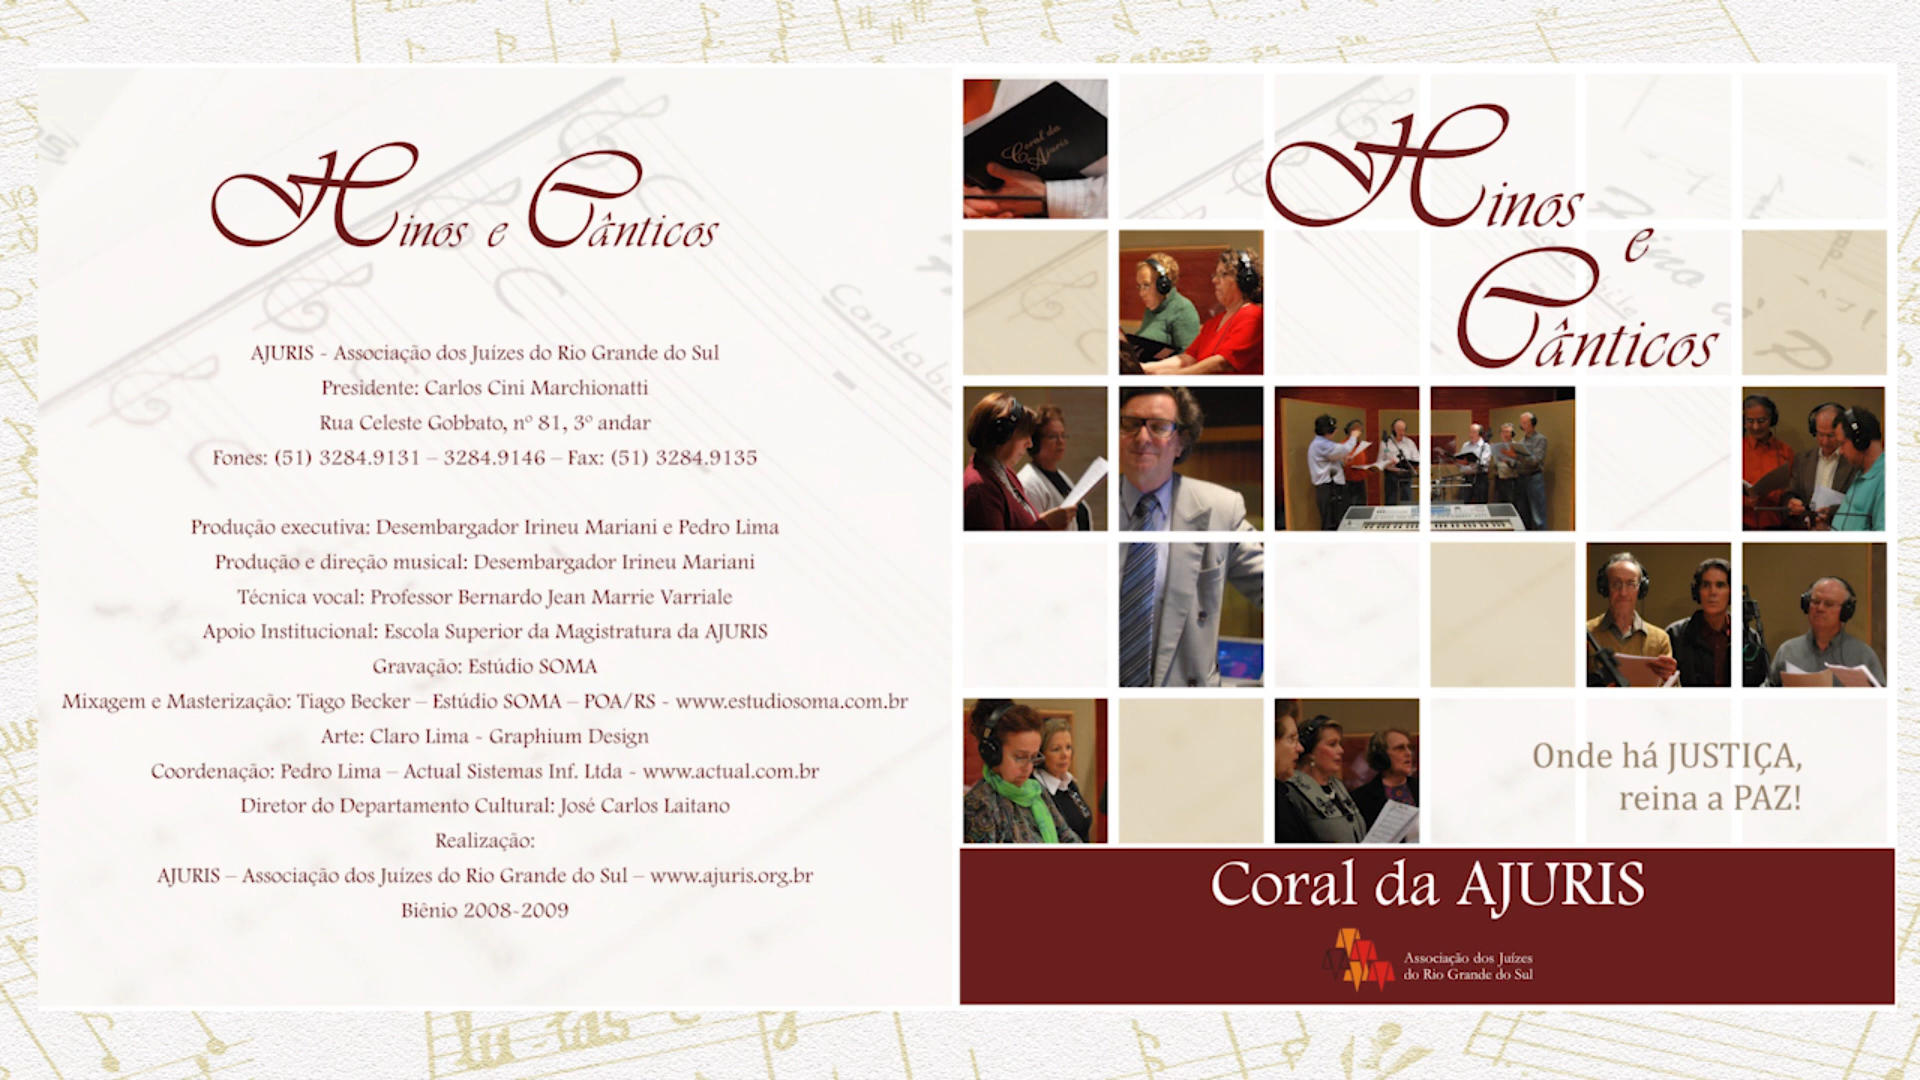 Hinos e Cânticos
AJURIS - Associação dos Juízes do Rio Grande do Sul
Presidente: Carlos Cini Marchionatti
Rua Celeste Gobbato, nº 81, 3º andar
Fones: (51) 3284.9131 – 3284.9146 – Fax: (51) 3284.9135
Produção executiva: Desembargador Irineu Mariani e Pedro Lima
Produção e direção musical: Desembargador Irineu Mariani
Técnica vocal: Professor Bernardo Jean Marrie Varriale
Apoio Institucional: Escola Superior da Magistratura da AJURIS
Gravação: Estúdio SOMA
Mixagem e Masterização: Tiago Becker – Estúdio SOMA – POA/RS - www.estudiosoma.com.br
Arte: Claro Lima - Graphium Design
Coordenação: Pedro Lima – Actual Sistemas Inf. Ltda - www.actual.com.br
Diretor do Departamento Cultural: José Carlos Laitano
Realização:
AJURIS – Associação dos Juízes do Rio Grande do Sul – www.ajuris.org.br
Biênio 2008-2009
Coral da
Ajuris
Hinos
e
Cânticos
Onde há JUSTIÇA,
reina a PAZ!
Coral da AJURIS
Associação dos Juízes
do Rio Grande do Sul